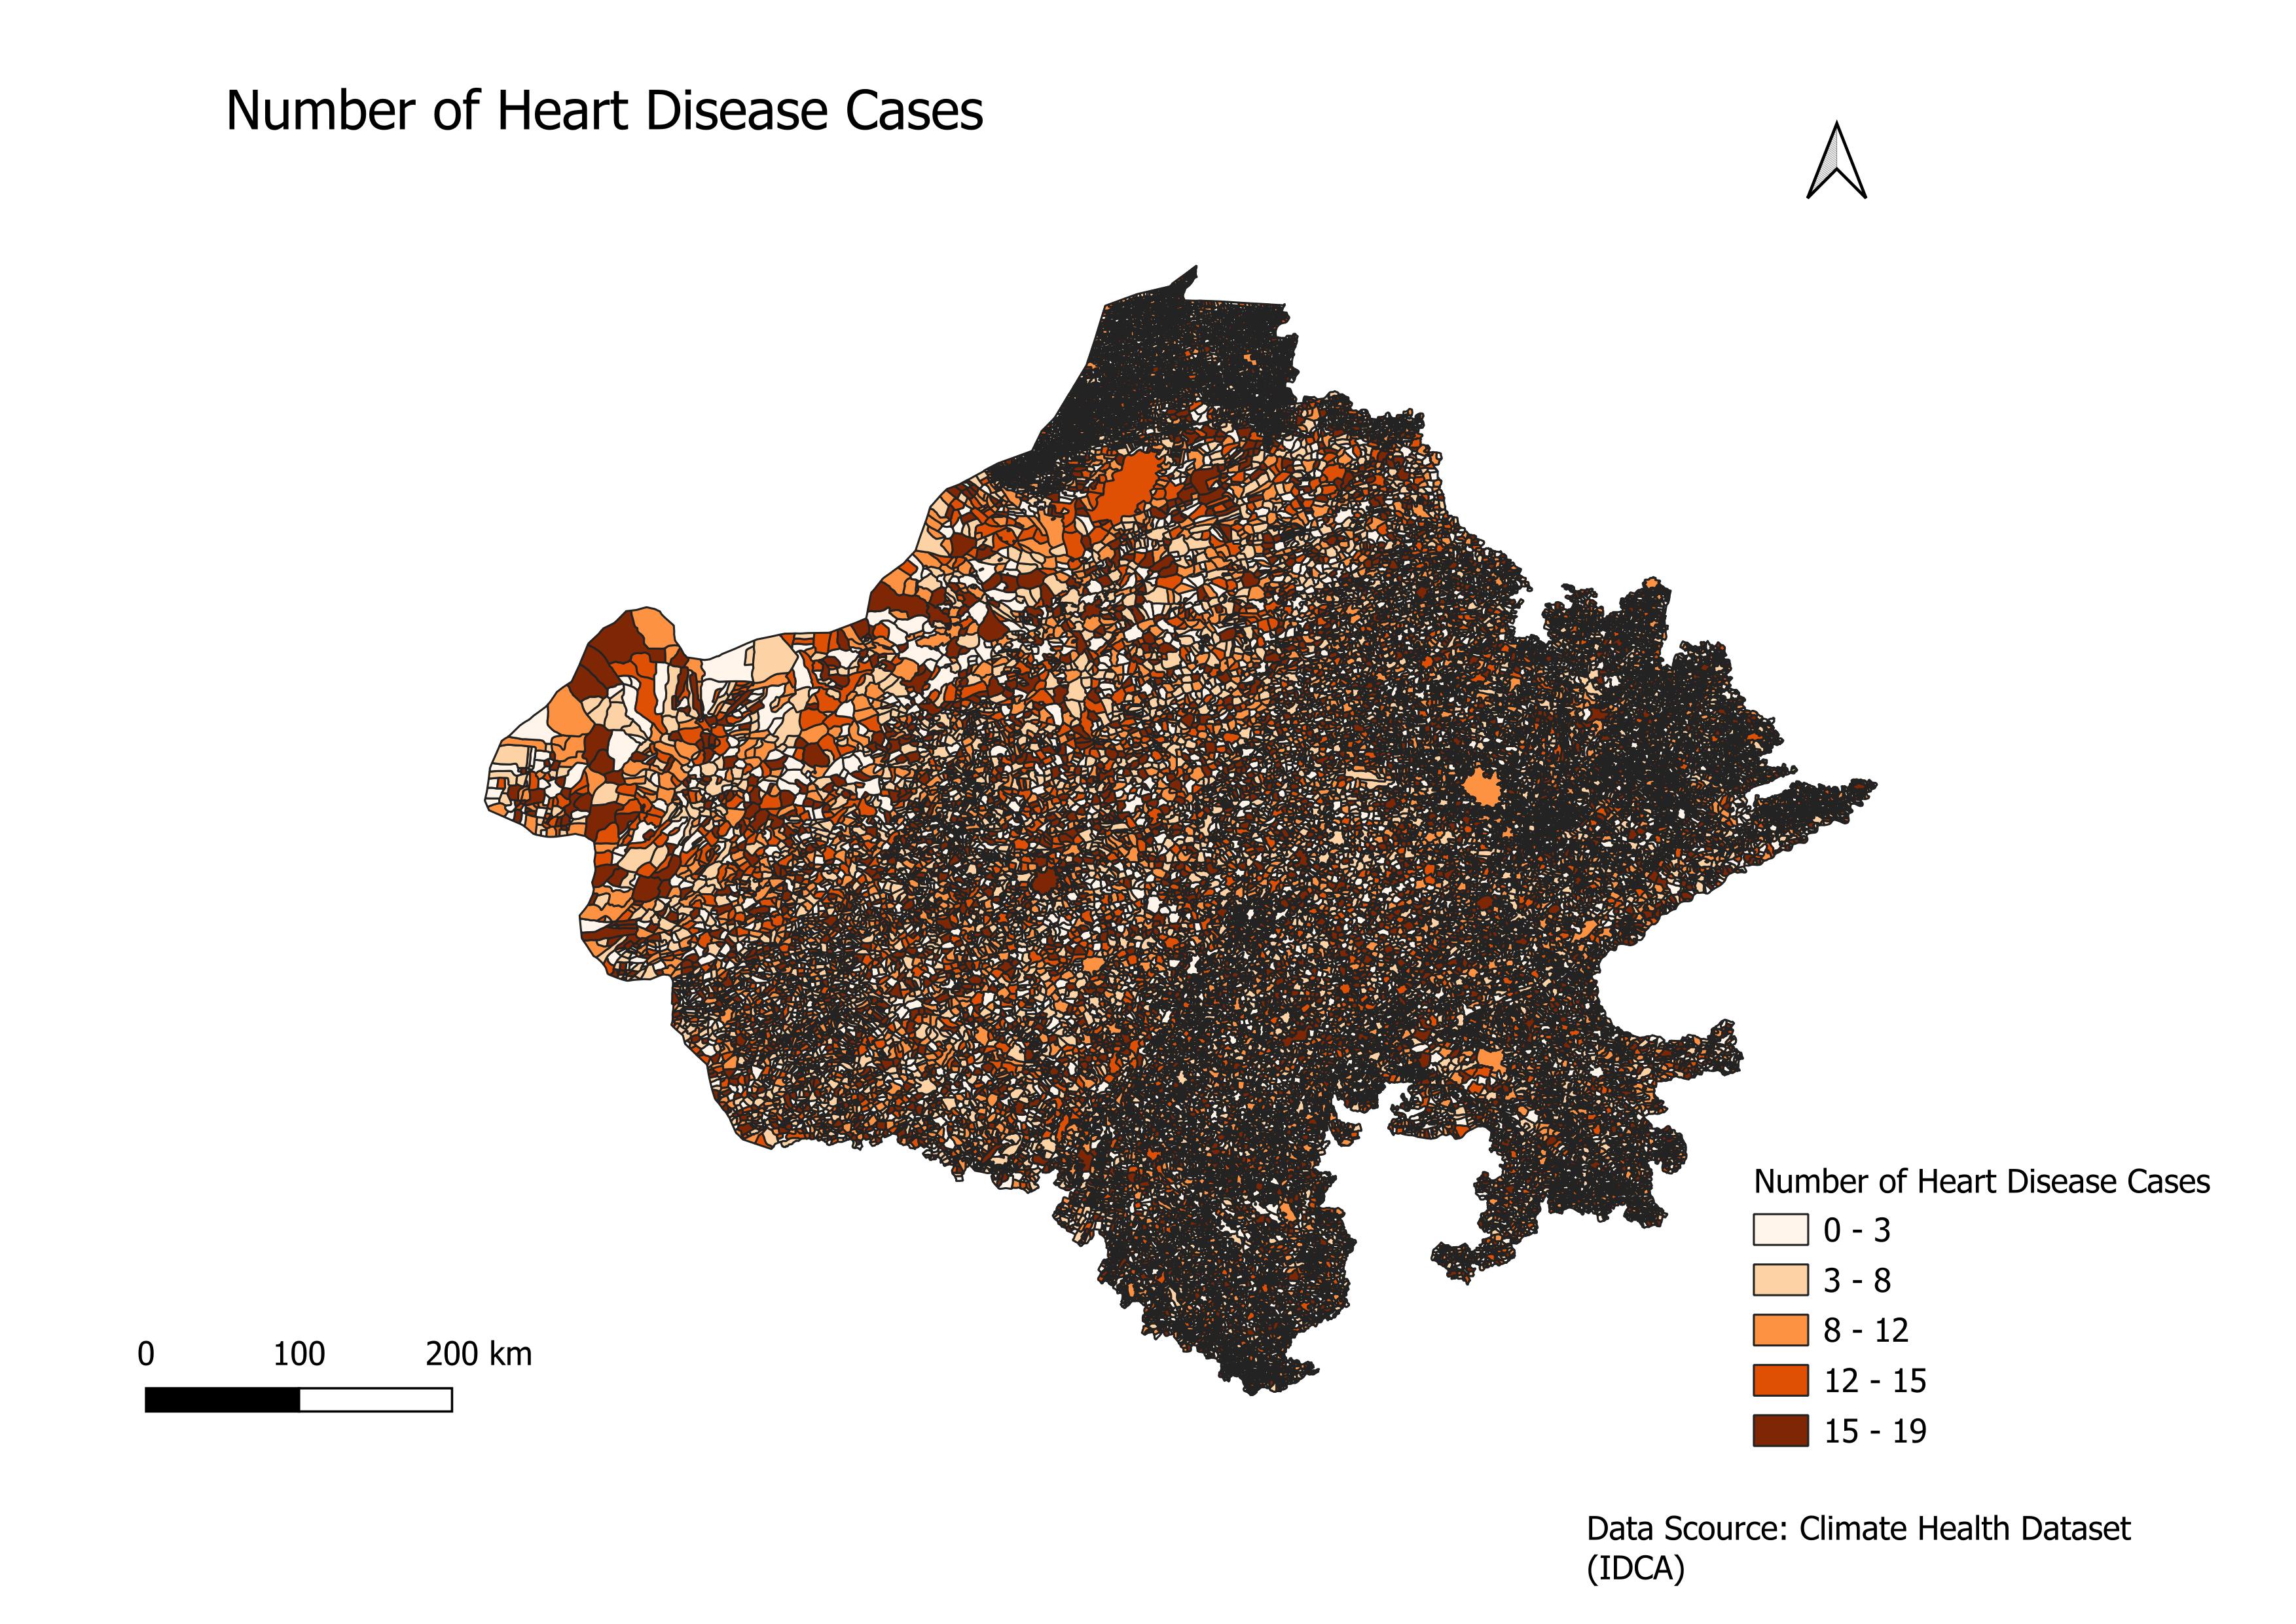 Number of Heart Disease Cases
Number of Heart Disease Cases
0 - 3
3 - 8
8 - 12
12 - 15
15 - 19
0 100 200 km
Data Scource: Climate Health Dataset
(IDCA)